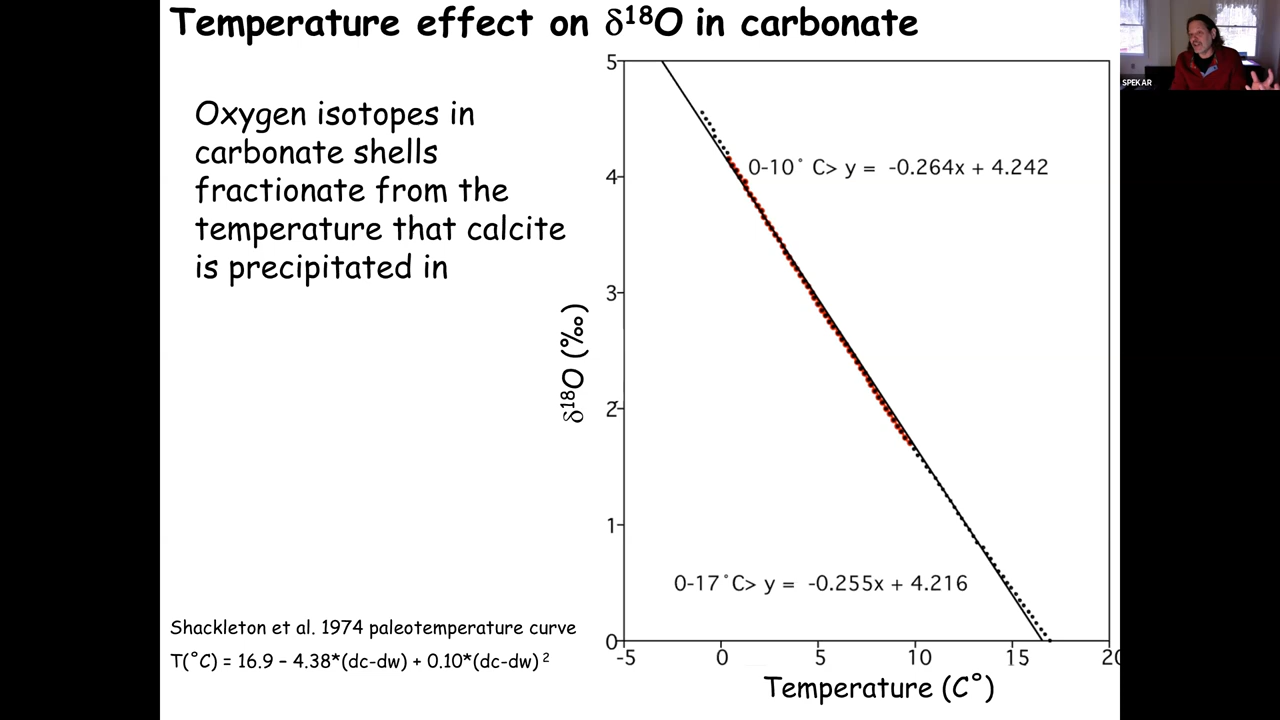 Temperature effect on δ¹⁸O in carbonate
SPEKAR
Oxygen isotopes in
carbonate shells
fractionate from the
temperature that calcite
is precipitated in
Shackleton et al. 1974 paleotemperature curve
T(˚C) = 16.9 – 4.38*(dc-dw) + 0.10*(dc-dw)²
δ¹⁸O (‰)
5
4
3
2
1
0
0-10˚ C> y = -0.264x + 4.242
0-17˚C> y = -0.255x + 4.216
-5 0 5 10 15 20
Temperature (C˚)